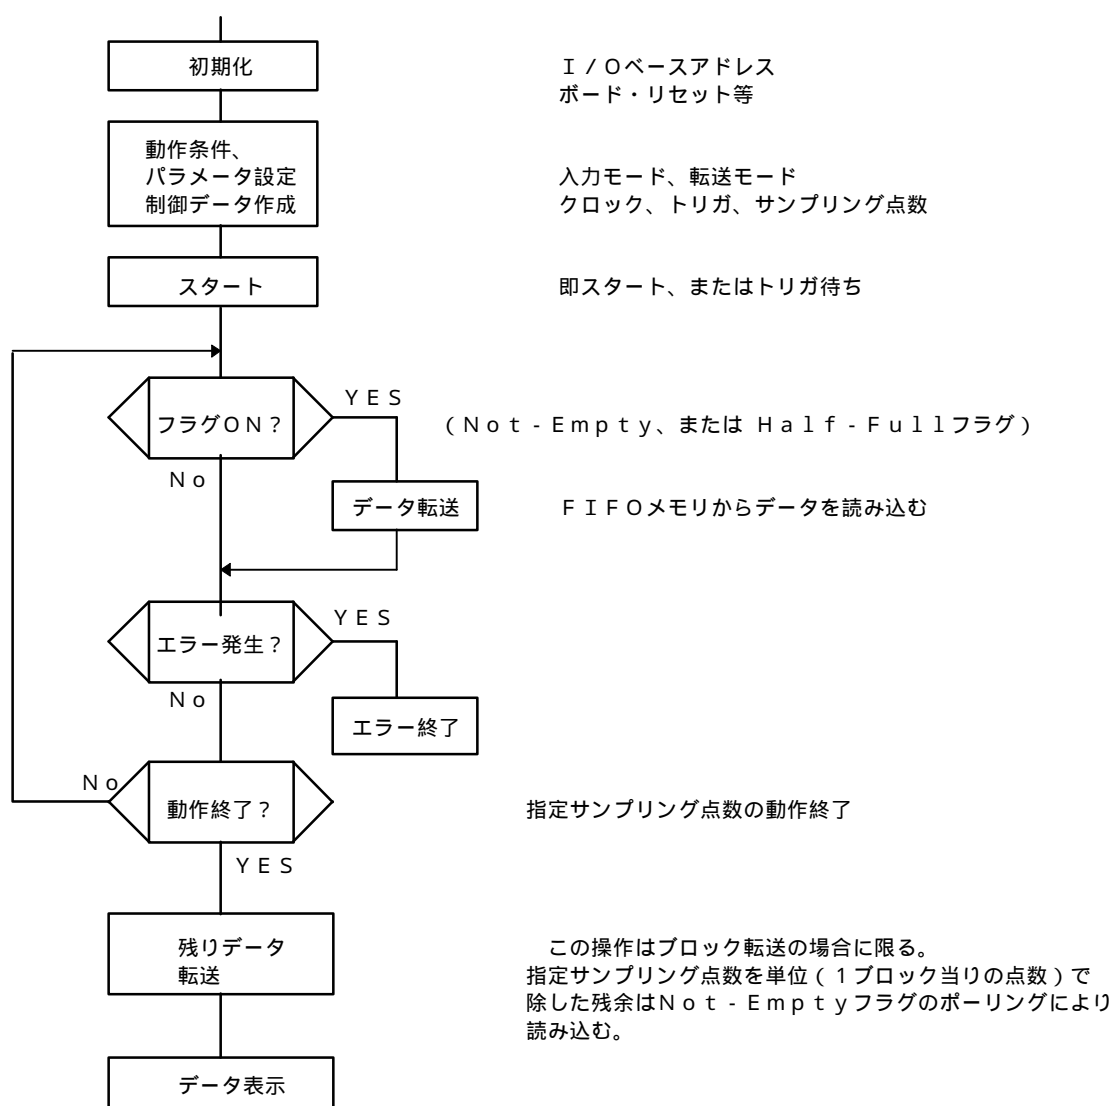 初期化
Ｉ／Ｏベースアドレス
ボード・リセット等
動作条件、
パラメータ設定
制御データ作成
入力モード、転送モード
クロック、トリガ、サンプリング点数
スタート
即スタート、またはトリガ待ち
ＹＥＳ
フラグＯＮ？
（Ｎｏｔ‐Ｅｍｐｔｙ、または Ｈａｌｆ‐Ｆｕｌｌフラグ）
Ｎｏ
データ転送
ＦＩＦＯメモリからデータを読み込む
ＹＥＳ
エラー発生？
Ｎｏ
エラー終了
Ｎｏ
動作終了？
指定サンプリング点数の動作終了
ＹＥＳ
残りデータ
転送
この操作はブロック転送の場合に限る。
指定サンプリング点数を単位（１ブロック当りの点数）で
除した残余はＮｏｔ‐Ｅｍｐｔｙフラグのポーリングにより
読み込む。
データ表示